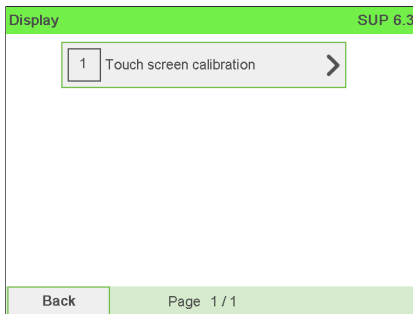 Display SUP 6.3
1 Touch screen calibration
Back Page 1 / 1